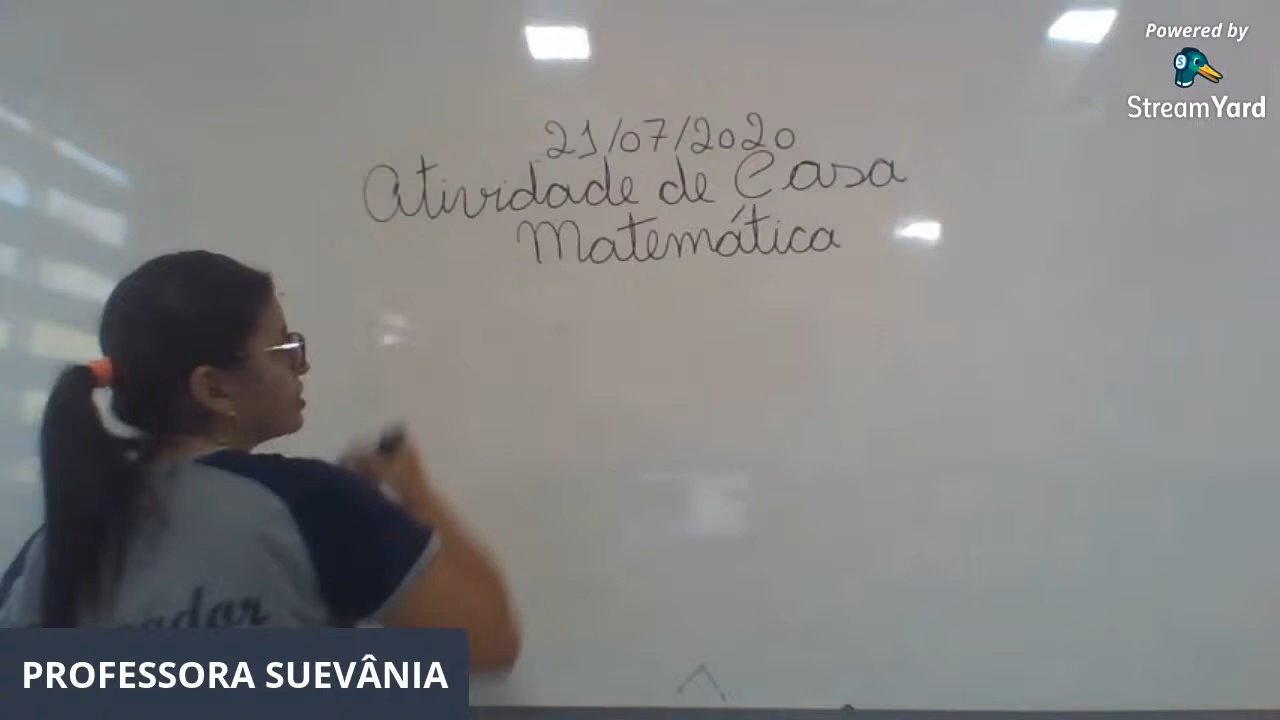 Powered by
StreamYard
21/07/2020
Atividade de Casa
Matemática
PROFESSORA SUEVÂNIA